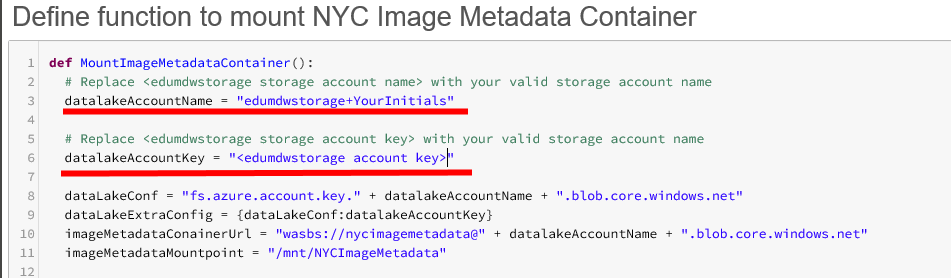 Define function to mount NYC Image Metadata Container
1 def MountImageMetadataContainer():
2 # Replace <edumdwstorage storage account name> with your valid storage account name
3 datalakeAccountName = "edumdwstorage+YourInitials"
4
5 # Replace <edumdwstorage storage account key> with your valid storage account name
6 datalakeAccountKey = "<edumdwstorage account key>"
7
8 dataLakeConf = "fs.azure.account.key." + datalakeAccountName + ".blob.core.windows.net"
9 dataLakeExtraConfig = {dataLakeConf:datalakeAccountKey}
10 imageMetadataConainerUrl = "wasbs://nycimagemetadata@" + datalakeAccountName + ".blob.core.windows.net"
11 imageMetadataMountpoint = "/mnt/NYCImageMetadata"
12